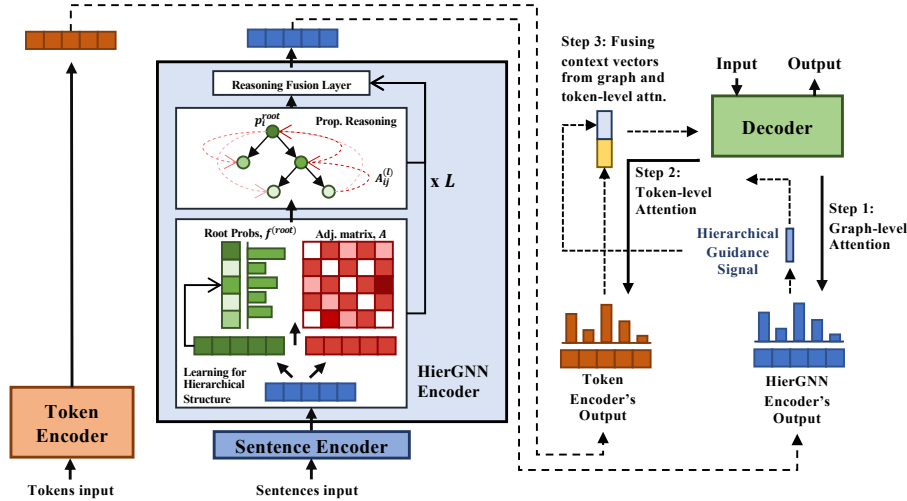 Token
Encoder
Tokens input
Reasoning Fusion Layer
p_i^{root}
Prop. Reasoning
A_{ij}^{(l)}
x L
Root Probs, f^{(root)}
Adj. matrix, A
Learning for
Hierarchical
Structure
HierGNN
Encoder
Sentence Encoder
Sentences input
Step 3: Fusing
context vectors
from graph and
token-level attn.
Input
Output
Decoder
Step 2:
Token-level
Attention
Step 1:
Graph-level
Attention
Hierarchical
Guidance
Signal
Token
Encoder's
Output
HierGNN
Encoder's
Output